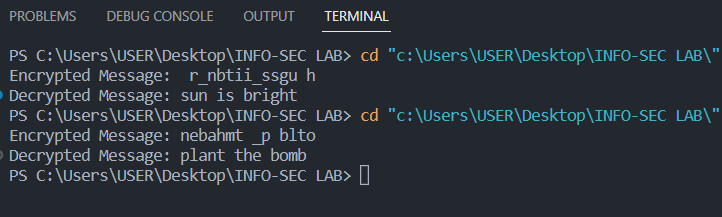 PROBLEMS DEBUG CONSOLE OUTPUT TERMINAL
PS C:\Users\USER\Desktop\INFO-SEC LAB> cd "c:\Users\USER\Desktop\INFO-SEC LAB\"
Encrypted Message:  r_nbtii_ssgu h
Decrypted Message: sun is bright
PS C:\Users\USER\Desktop\INFO-SEC LAB> cd "c:\Users\USER\Desktop\INFO-SEC LAB\"
Encrypted Message: nebahmt _p blto
Decrypted Message: plant the bomb
PS C:\Users\USER\Desktop\INFO-SEC LAB>